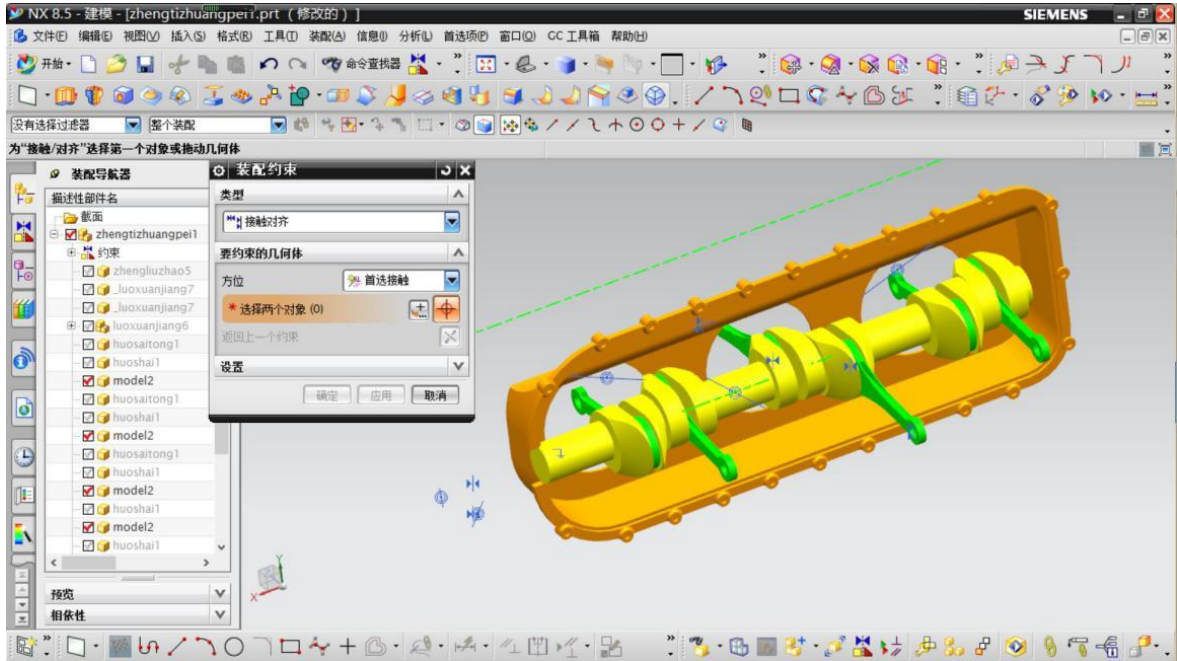 NX 8.5 - 建模 - [zhengtizhuangpei1.prt （修改的） ]
SIEMENS
文件(F) 编辑(E) 视图(V) 插入(S) 格式(R) 工具(T) 装配(A) 信息(I) 分析(L) 首选项(P) 窗口(O) GC 工具箱 帮助(H)
开始 命令查找器
没有选择过滤器 整个装配
为“接触/对齐”选择第一个对象或拖动几何体
装配导航器
描述性部件名
截面
zhengtizhuangpei1
约束
zhengliuzhao5
_luoxuanjiang7
_luoxuanjiang7
luoxuanjiang6
huosaitong1
huoshai1
model2
huosaitong1
huoshai1
model2
huosaitong1
huoshai1
model2
huoshai1
model2
huoshai1
预览
相依性
装配约束
类型
接触对齐
要约束的几何体
方位 首选接触
* 选择两个对象 (0)
返回上一个约束
设置
确定 应用 取消
Y
X